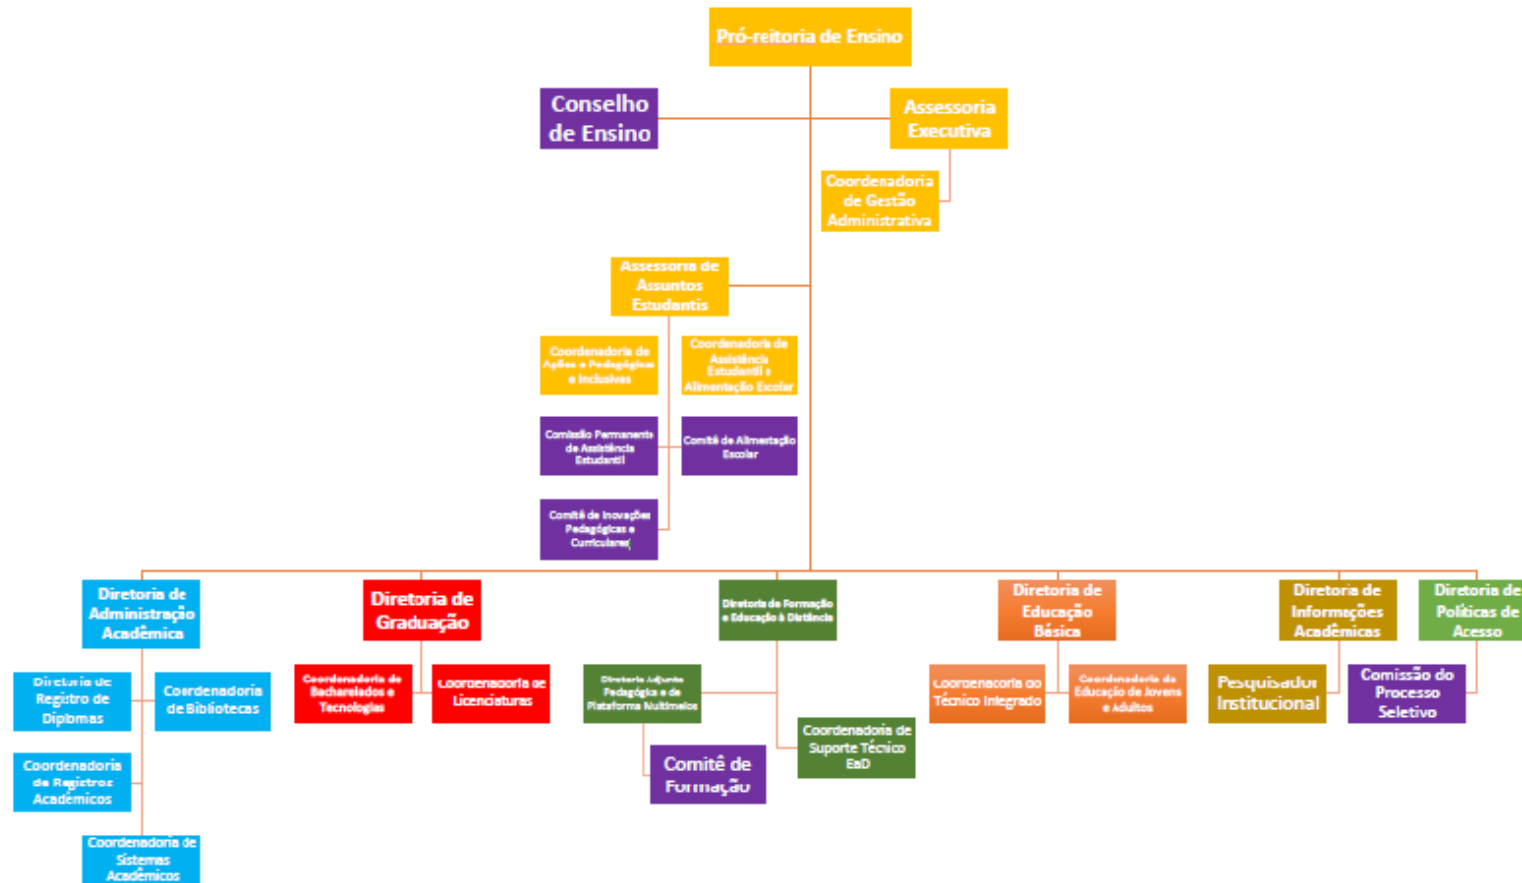 Pró-reitoria de Ensino
Conselho
de Ensino
Assessoria
Executiva
Coordenadoria
de Gestão
Administrativa
Assessoria de
Assuntos
Estudantis
Coordenadoria de
Ações e Pedagógicas
e Inclusivas
Coordenadoria de
Assistência
Estudantil e
Alimentação Escolar
Comissão Permanente
de Assistência
Estudantil
Comitê de Alimentação
Escolar
Comitê de Inovações
Pedagógicas e
Curriculares
Diretoria de
Administração
Acadêmica
Diretoria de
Graduação
Diretoria de Formação
e Educação à Distância
Diretoria de
Educação
Básica
Diretoria de
Informações
Acadêmicas
Diretoria de
Políticas de
Acesso
Diretoria de
Registro de
Diplomas
Coordenadoria
de Bibliotecas
Coordenadoria de
Bacharelados e
Tecnologias
Coordenadoria de
Licenciaturas
Diretoria Adjunta
Pedagógica e de
Plataforma Multimeios
Coordenadoria do
Técnico Integrado
Coordenadoria de
Educação de Jovens
e Adultos
Pesquisador
Institucional
Comissão do
Processo
Seletivo
Coordenadoria
de Registros
Acadêmicos
Comitê de
Formação
Coordenadoria de
Suporte Técnico
EaD
Coordenadoria de
Sistemas
Acadêmicos